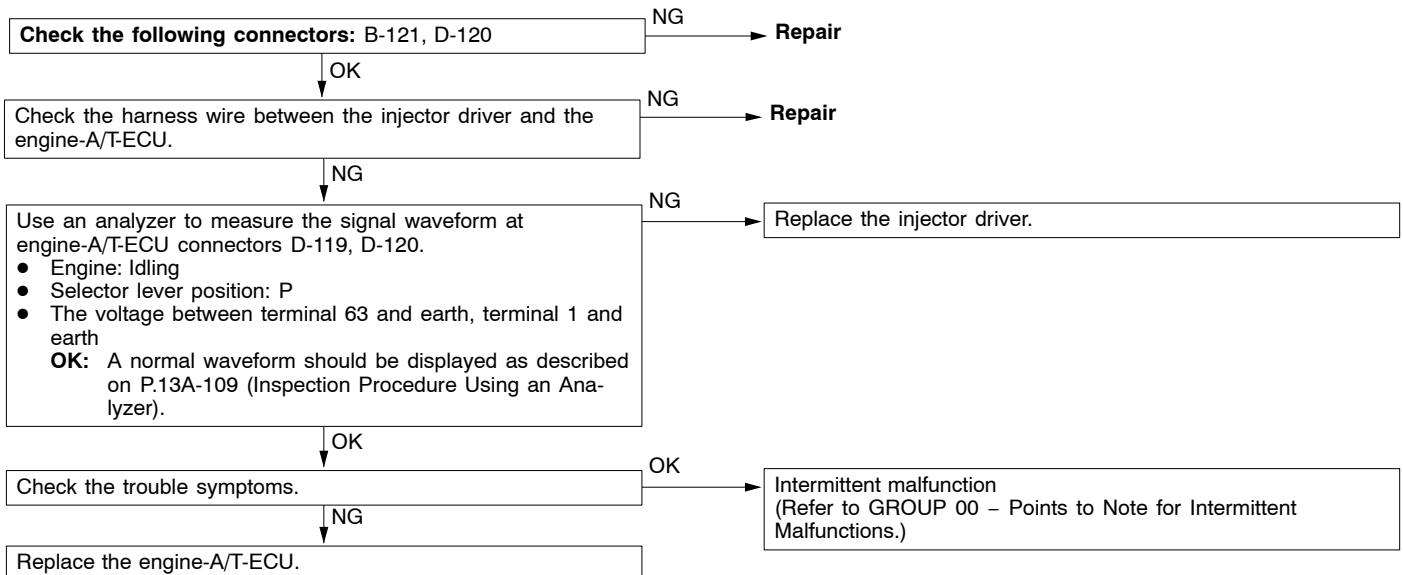 Check the following connectors: B-121, D-120
NG
Repair
OK
Check the harness wire between the injector driver and the
engine-A/T-ECU.
NG
Repair
NG
Use an analyzer to measure the signal waveform at
engine-A/T-ECU connectors D-119, D-120.
● Engine: Idling
● Selector lever position: P
● The voltage between terminal 63 and earth, terminal 1 and
earth
OK: A normal waveform should be displayed as described
on P.13A-109 (Inspection Procedure Using an Ana-
lyzer).
NG
Replace the injector driver.
OK
Check the trouble symptoms.
OK
Intermittent malfunction
(Refer to GROUP 00 – Points to Note for Intermittent
Malfunctions.)
NG
Replace the engine-A/T-ECU.